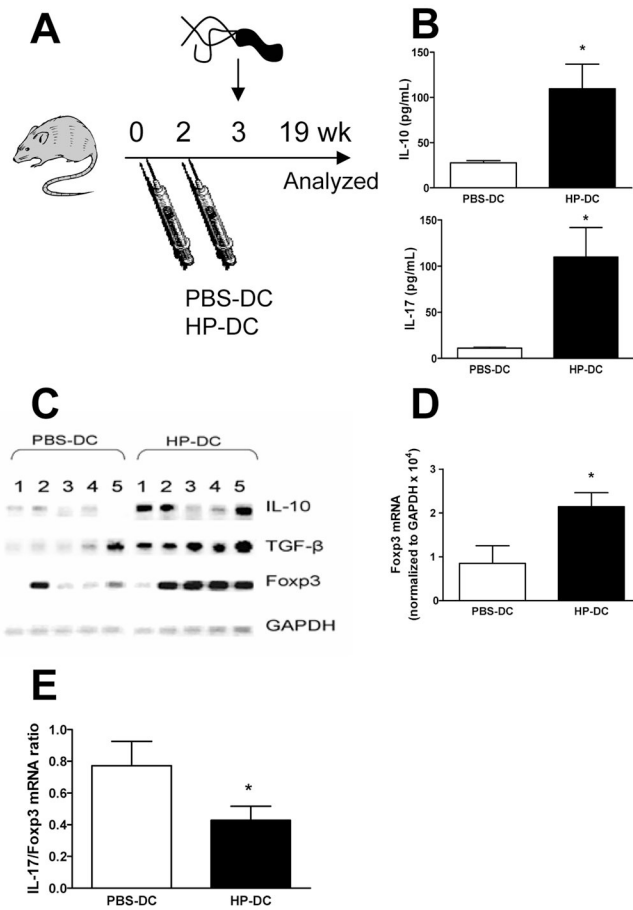 A
0 2 3 19 wk
Analyzed
PBS-DC
HP-DC
B
IL-10 (pg/mL)
150
100
50
0
PBS-DC HP-DC
*
IL-17 (pg/mL)
150
100
50
0
PBS-DC HP-DC
*
C
PBS-DC HP-DC
1 2 3 4 5 1 2 3 4 5
IL-10
TGF-β
Foxp3
GAPDH
D
Foxp3 mRNA
(normalized to GAPDH x 10⁴)
3
2
1
0
PBS-DC HP-DC
*
E
IL-17/Foxp3 mRNA ratio
1.0
0.8
0.6
0.4
0.2
0.0
PBS-DC HP-DC
*